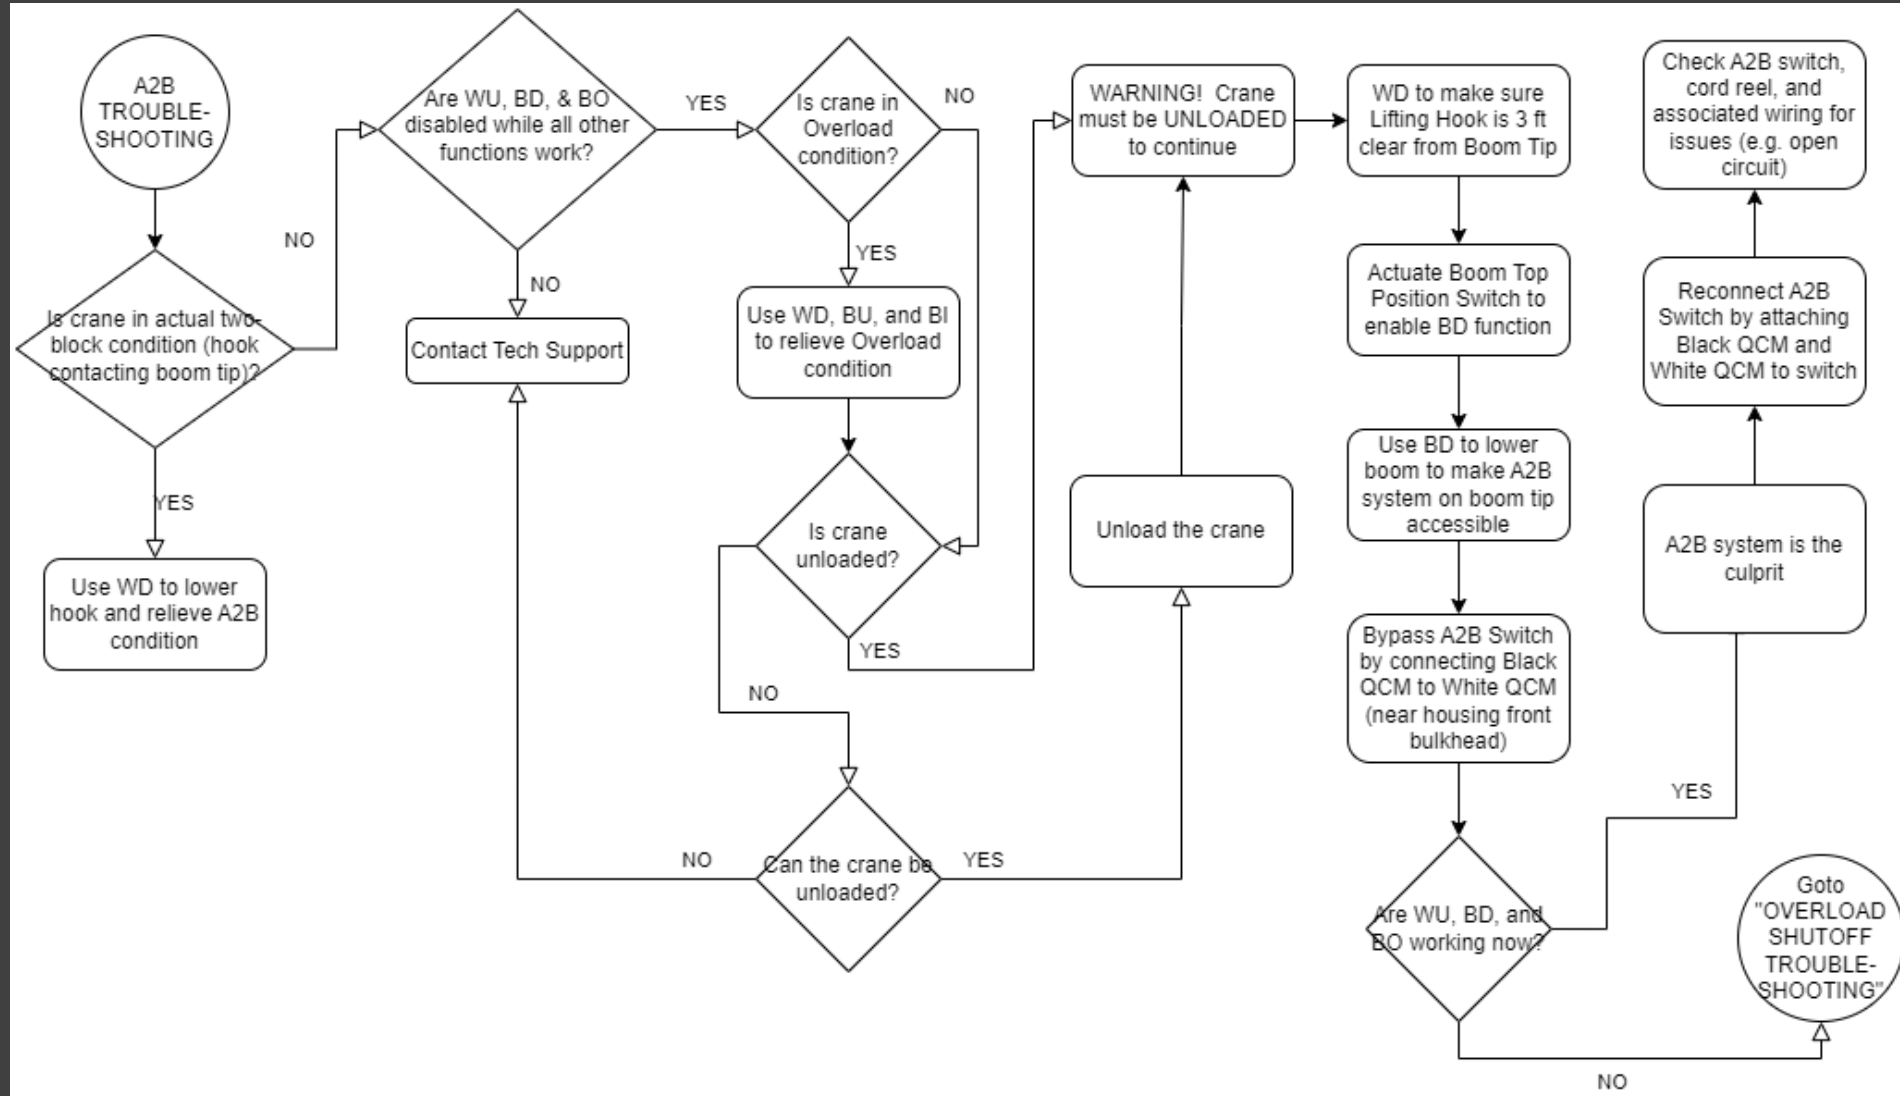 A2B
TROUBLE-
SHOOTING
NO
Is crane in actual two-
block condition (hook
contacting boom tip)?
YES
Use WD to lower
hook and relieve A2B
condition
Are WU, BD, & BO
disabled while all other
functions work?
YES
NO
Contact Tech Support
Is crane in
Overload
condition?
NO
YES
Use WD, BU, and BI
to relieve Overload
condition
Is crane
unloaded?
YES
NO
Can the crane be
unloaded?
NO
YES
Unload the crane
WARNING!  Crane
must be UNLOADED
to continue
WD to make sure
Lifting Hook is 3 ft
clear from Boom Tip
Actuate Boom Top
Position Switch to
enable BD function
Use BD to lower
boom to make A2B
system on boom tip
accessible
Bypass A2B Switch
by connecting Black
QCM to White QCM
(near housing front
bulkhead)
Are WU, BD, and
BO working now?
YES
NO
A2B system is the
culprit
Reconnect A2B
Switch by attaching
Black QCM and
White QCM to switch
Check A2B switch,
cord reel, and
associated wiring for
issues (e.g. open
circuit)
Goto
"OVERLOAD
SHUTOFF
TROUBLE-
SHOOTING"